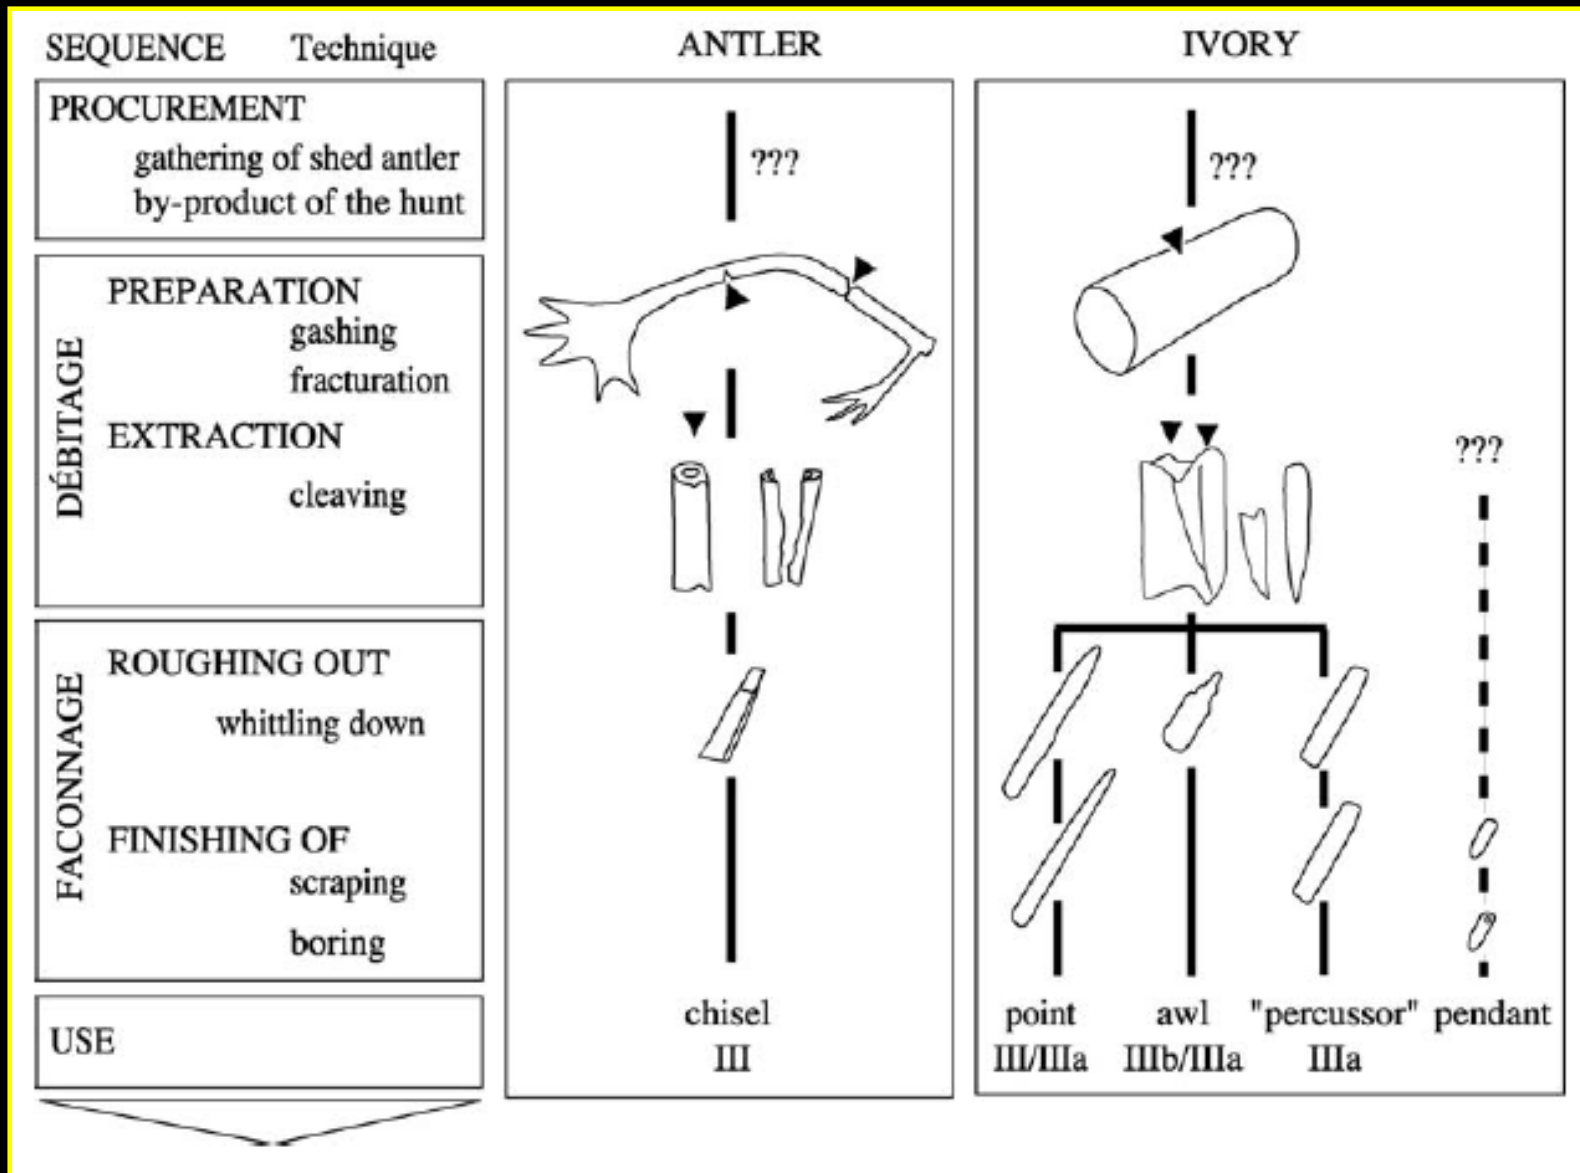 SEQUENCE Technique ANTLER IVORY
PROCUREMENT
gathering of shed antler
by-product of the hunt
???
???
DÉBITAGE
PREPARATION
gashing
fracturation
EXTRACTION
cleaving
???
FACONNAGE
ROUGHING OUT
whittling down
FINISHING OF
scraping
boring
USE
chisel
III
point
III/IIIa
awl
IIIb/IIIa
"percussor"
IIIa
pendant